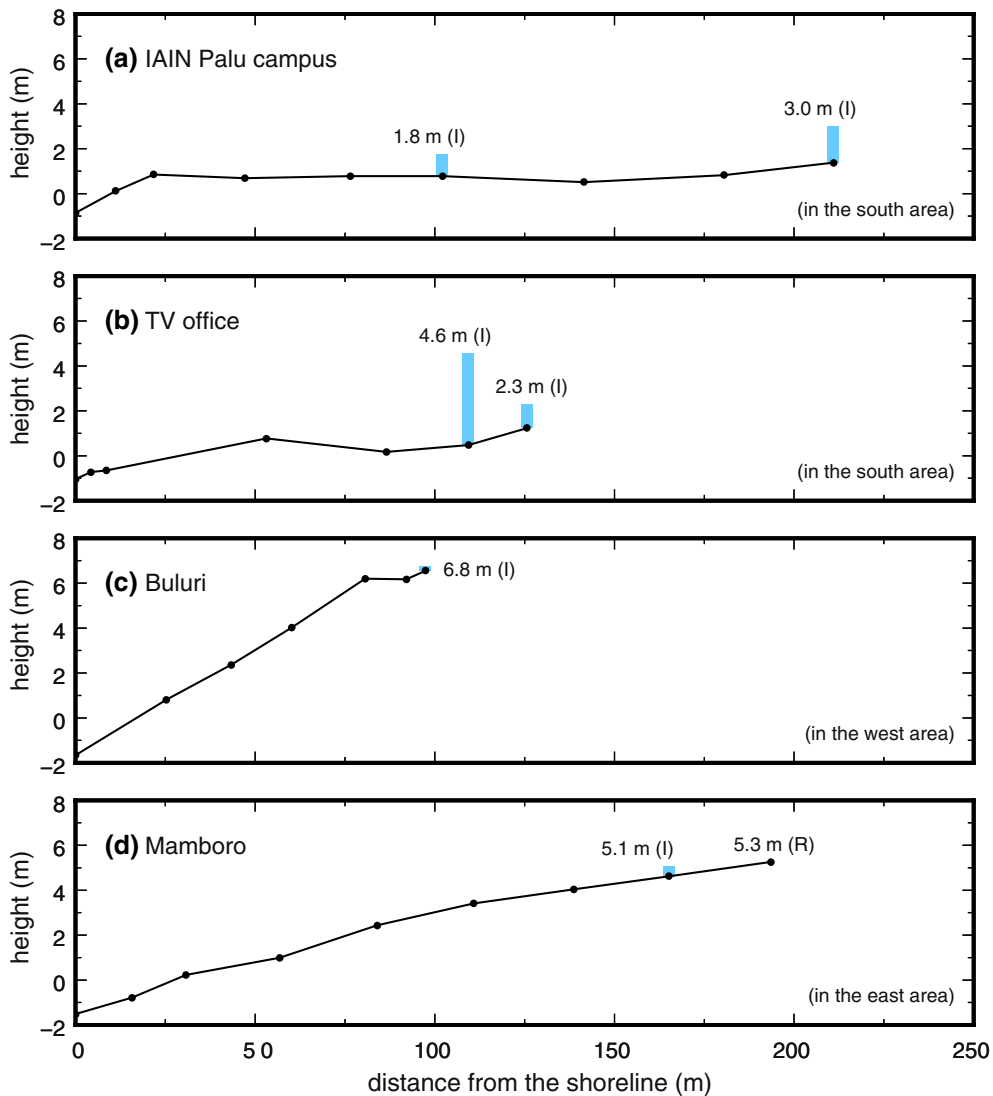 8
6
4
2
0
−2
height (m)
(a) IAIN Palu campus
1.8 m (I)
3.0 m (I)
(in the south area)
8
6
4
2
0
−2
height (m)
(b) TV office
4.6 m (I)
2.3 m (I)
(in the south area)
8
6
4
2
0
−2
height (m)
(c) Buluri
6.8 m (I)
(in the west area)
8
6
4
2
0
−2
height (m)
(d) Mamboro
5.1 m (I)
5.3 m (R)
(in the east area)
0 50 100 150 200 250
distance from the shoreline (m)